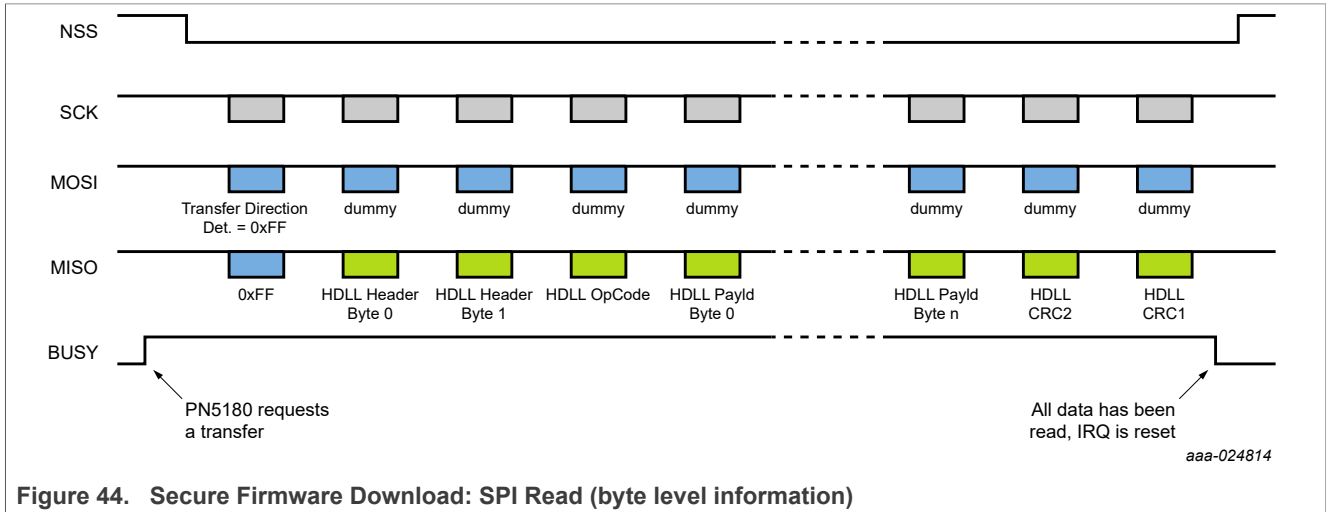 NSS
SCK
MOSI
Transfer Direction
Det. = 0xFF
dummy
dummy
dummy
dummy
dummy
dummy
dummy
MISO
0xFF
HDLL Header
Byte 0
HDLL Header
Byte 1
HDLL OpCode
HDLL Payld
Byte 0
HDLL Payld
Byte n
HDLL
CRC2
HDLL
CRC1
BUSY
PN5180 requests
a transfer
All data has been
read, IRQ is reset
aaa-024814
Figure 44. Secure Firmware Download: SPI Read (byte level information)